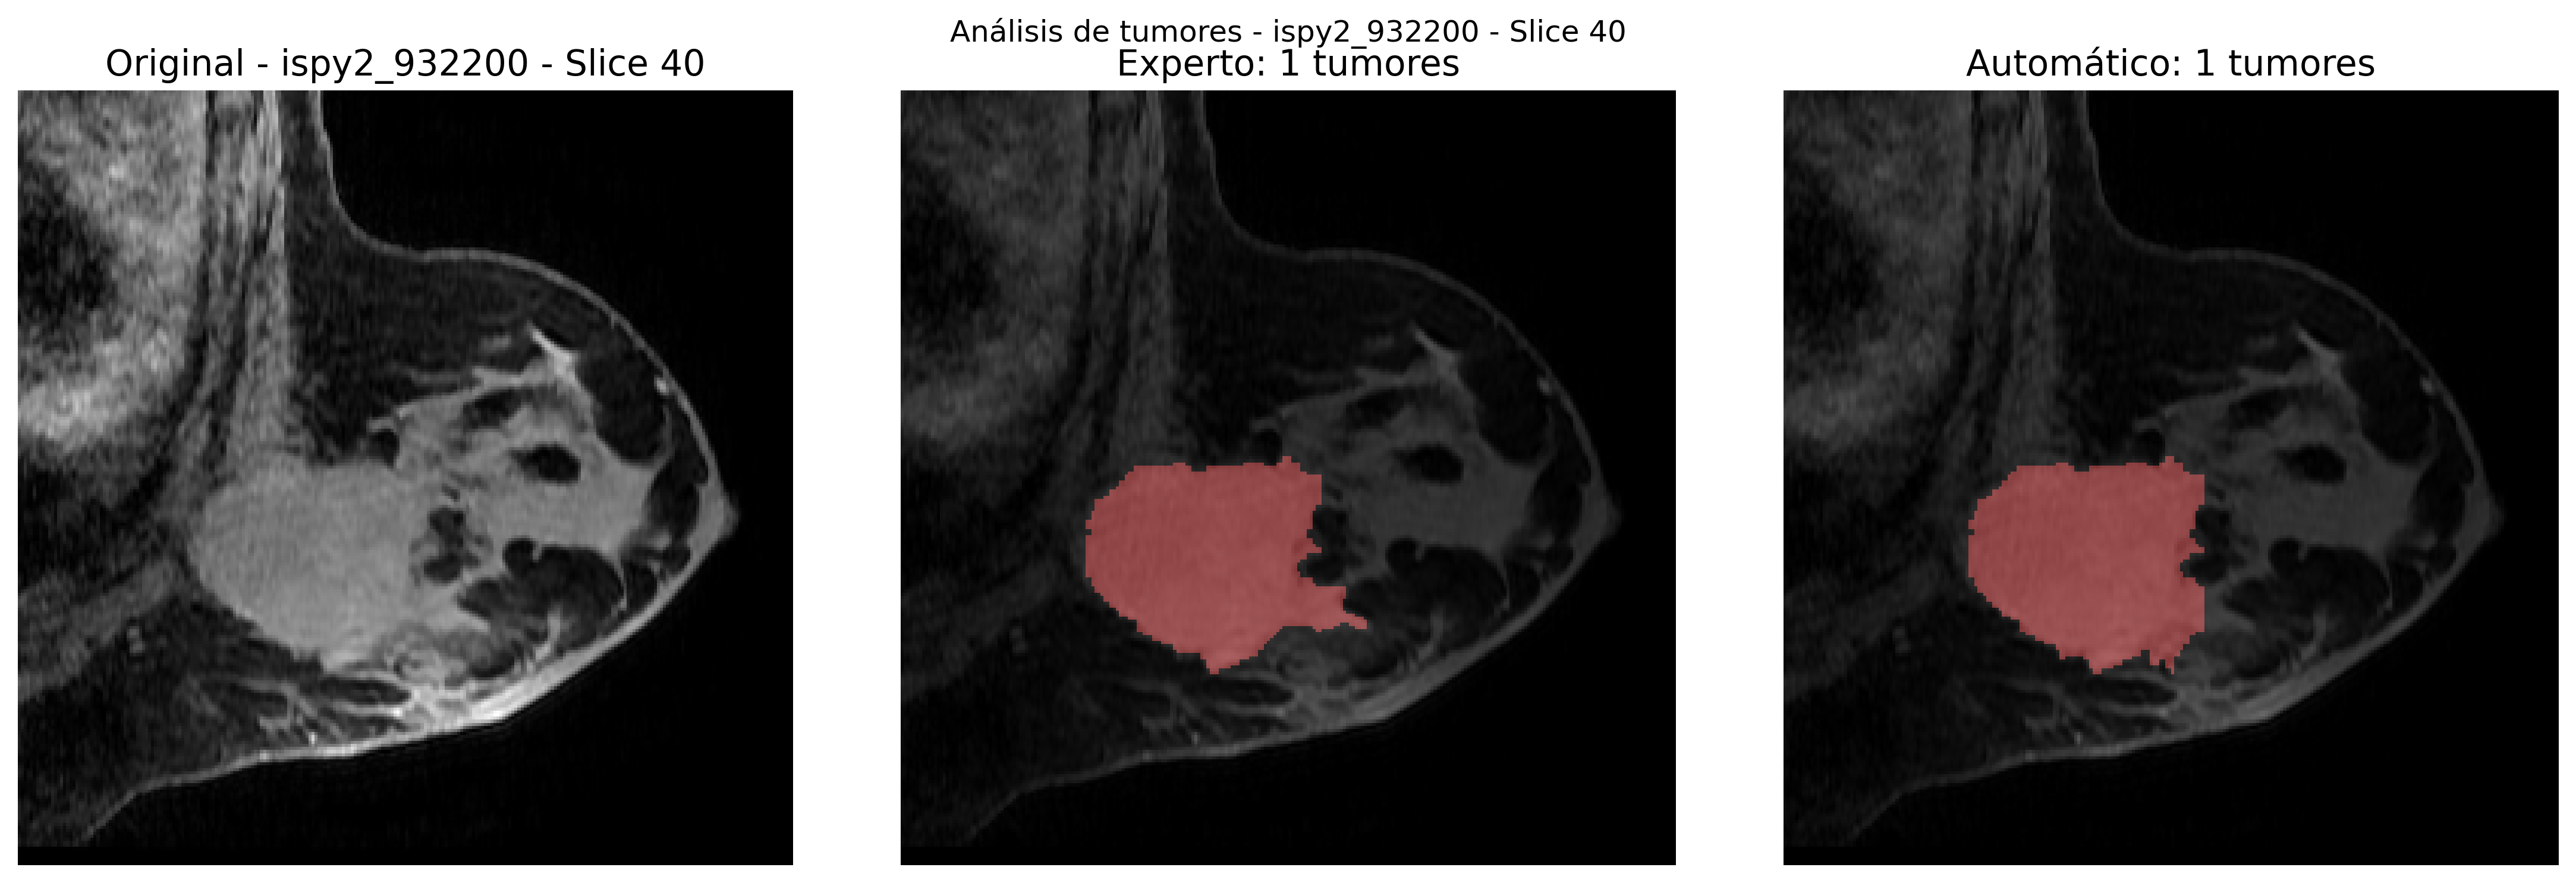 Análisis de tumores - ispy2_932200 - Slice 40
Original - ispy2_932200 - Slice 40
Experto: 1 tumores
Automático: 1 tumores